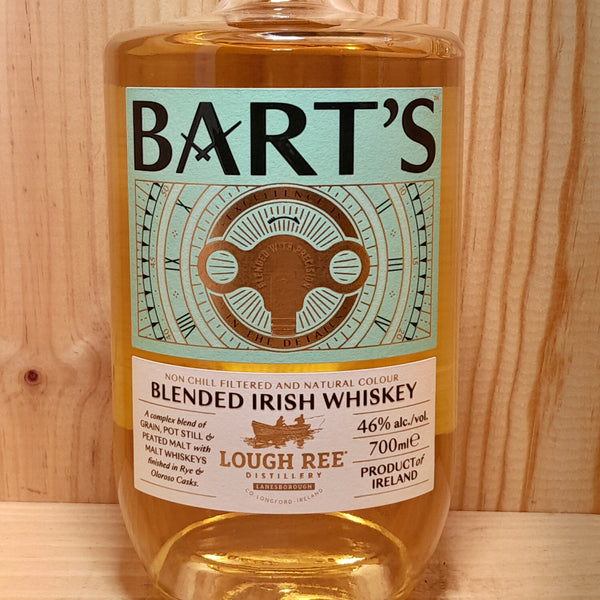 BART'S™
EXCELLENCE IS
BLENDED WITH PRECISION
IN THE DETAILS
NON CHILL FILTERED AND NATURAL COLOUR
BLENDED IRISH WHISKEY
A complex blend of
GRAIN, POT STILL &
PEATED MALT with
MALT WHISKEYS
finished in Rye &
Oloroso Casks.
LOUGH REE
DISTILLERY
LANESBOROUGH
CO. LONGFORD · IRELAND
46% alc./vol.
700ml℮
PRODUCT of
IRELAND